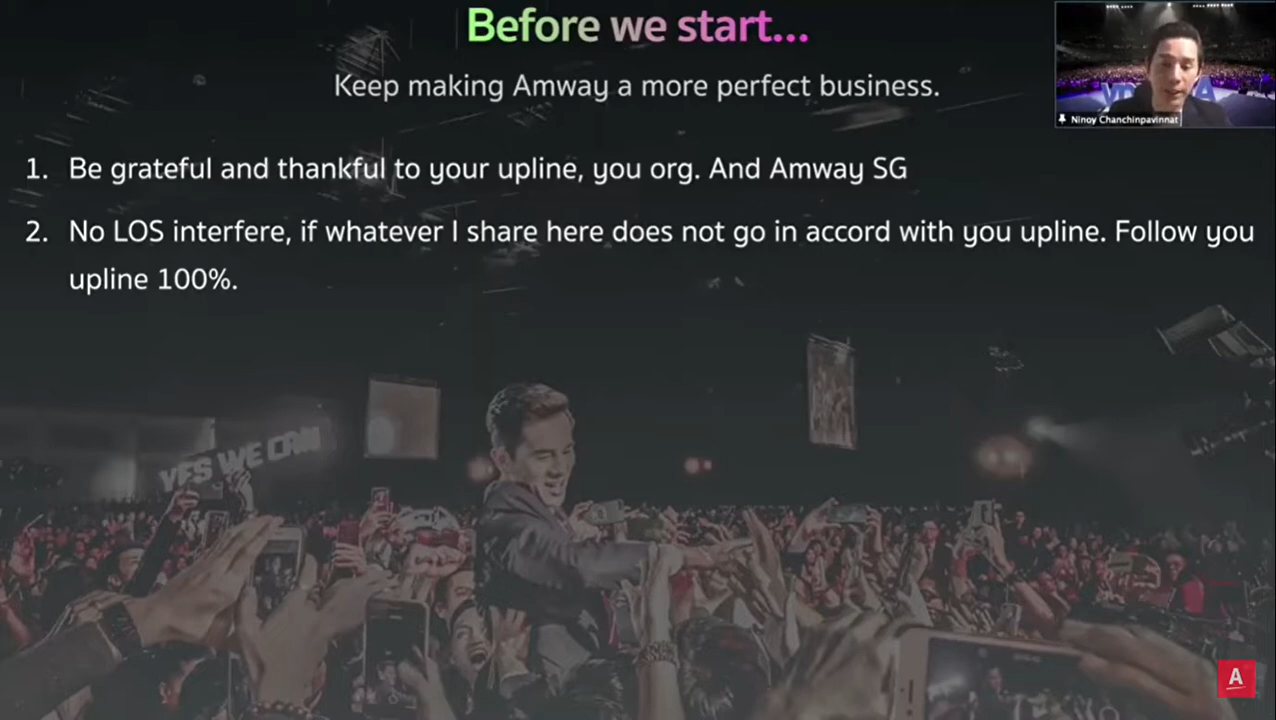 Before we start...
Keep making Amway a more perfect business.
Ninoy Chanchinpavinnat
1. Be grateful and thankful to your upline, you org. And Amway SG
2. No LOS interfere, if whatever I share here does not go in accord with you upline. Follow you
upline 100%.
YES WE CAN
A